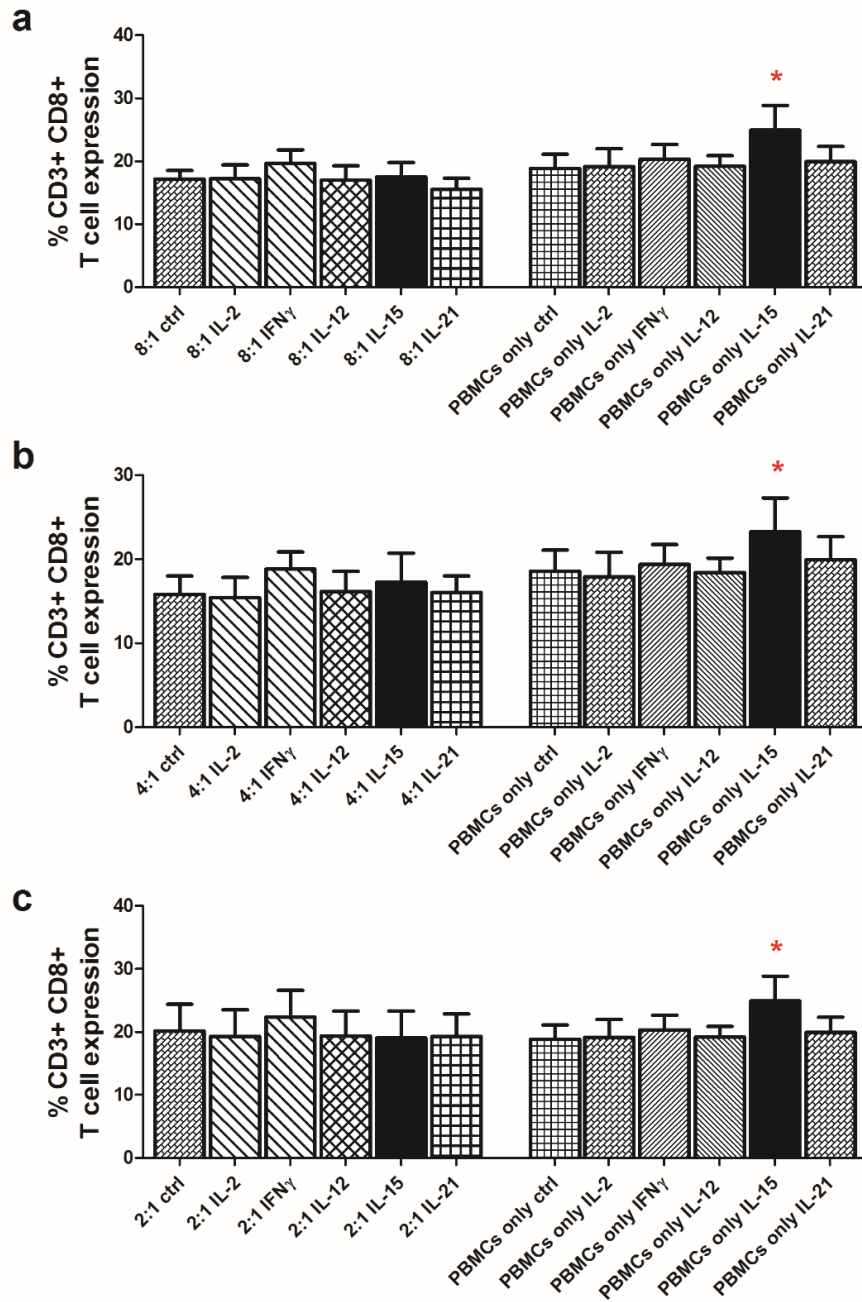 a
% CD3+ CD8+
T cell expression
40
30
20
10
0
*
8:1 ctrl
8:1 IL-2
8:1 IFNγ
8:1 IL-12
8:1 IL-15
8:1 IL-21
PBMCs only ctrl
PBMCs only IL-2
PBMCs only IFNγ
PBMCs only IL-12
PBMCs only IL-15
PBMCs only IL-21
b
% CD3+ CD8+
T cell expression
30
20
10
0
*
4:1 ctrl
4:1 IL-2
4:1 IFNγ
4:1 IL-12
4:1 IL-15
4:1 IL-21
PBMCs only ctrl
PBMCs only IL-2
PBMCs only IFNγ
PBMCs only IL-12
PBMCs only IL-15
PBMCs only IL-21
c
% CD3+ CD8+
T cell expression
40
30
20
10
0
*
2:1 ctrl
2:1 IL-2
2:1 IFNγ
2:1 IL-12
2:1 IL-15
2:1 IL-21
PBMCs only ctrl
PBMCs only IL-2
PBMCs only IFNγ
PBMCs only IL-12
PBMCs only IL-15
PBMCs only IL-21